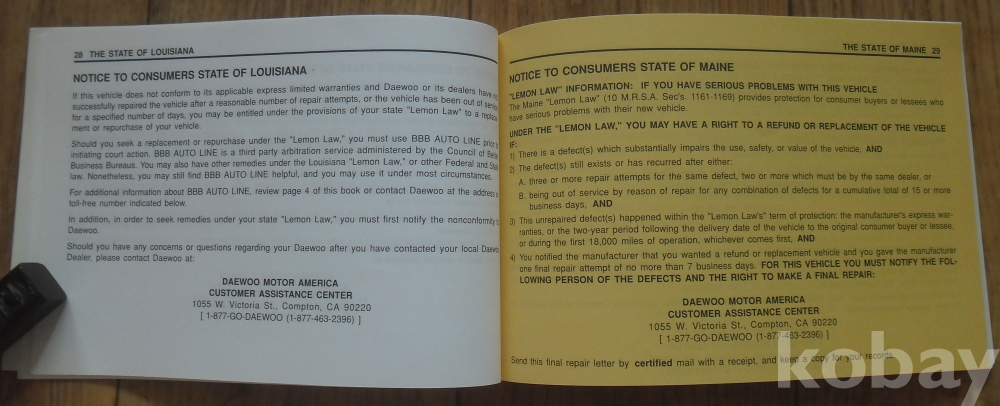 28 THE STATE OF LOUISIANA
NOTICE TO CONSUMERS STATE OF LOUISIANA
If this vehicle does not conform to its applicable express limited warranties and Daewoo or its dealers have not
successfully repaired the vehicle after a reasonable number of repair attempts, or the vehicle has been out of service
for a specified number of days, you may be entitled under the provisions of your state "Lemon Law" to a replace-
ment or repurchase of your vehicle.
Should you seek a replacement or repurchase under the "Lemon Law," you must use BBB AUTO LINE prior to
initiating court action. BBB AUTO LINE is a third party arbitration service administered by the Council of Better
Business Bureaus. You may also have other remedies under the Louisiana "Lemon Law," or other Federal and State
law. Nonetheless, you may still find BBB AUTO LINE helpful, and you may use it under most circumstances.
For additional information about BBB AUTO LINE, review page 4 of this book or contact Daewoo at the address or
toll-free number indicated below.
In addition, in order to seek remedies under your state "Lemon Law," you must first notify the nonconformity to
Daewoo.
Should you have any concerns or questions regarding your Daewoo after you have contacted your local Daewoo
Dealer, please contact Daewoo at:
DAEWOO MOTOR AMERICA
CUSTOMER ASSISTANCE CENTER
1055 W. Victoria St., Compton, CA 90220
[ 1-877-GO-DAEWOO (1-877-463-2396) ]
THE STATE OF MAINE 29
NOTICE TO CONSUMERS STATE OF MAINE
"LEMON LAW" INFORMATION: IF YOU HAVE SERIOUS PROBLEMS WITH THIS VEHICLE
The Maine "Lemon Law" (10 M.R.S.A. Sec's. 1161-1169) provides protection for consumer buyers or lessees who
have serious problems with their new vehicle.
UNDER THE "LEMON LAW," YOU MAY HAVE A RIGHT TO A REFUND OR REPLACEMENT OF THE VEHICLE
IF:
1) There is a defect(s) which substantially impairs the use, safety, or value of the vehicle, AND
2) The defect(s) still exists or has recurred after either:
A. three or more repair attempts for the same defect, two or more which must be by the same dealer, or
B. being out of service by reason of repair for any combination of defects for a cumulative total of 15 or more
business days, AND
3) This unrepaired defect(s) happened within the "Lemon Law's" term of protection: the manufacturer's express war-
ranties, or the two-year period following the delivery date of the vehicle to the original consumer buyer or lessee,
or during the first 18,000 miles of operation, whichever comes first, AND
4) You notified the manufacturer that you wanted a refund or replacement vehicle and you gave the manufacturer
one final repair attempt of no more than 7 business days. FOR THIS VEHICLE YOU MUST NOTIFY THE FOL-
LOWING PERSON OF THE DEFECTS AND THE RIGHT TO MAKE A FINAL REPAIR:
DAEWOO MOTOR AMERICA
CUSTOMER ASSISTANCE CENTER
1055 W. Victoria St., Compton, CA 90220
[ 1-877-GO-DAEWOO (1-877-463-2396) ]
Send this final repair letter by certified mail with a receipt, and keep a copy for your records.
kobay